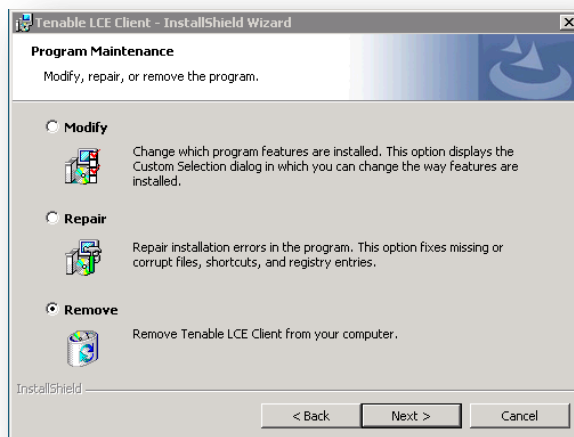 Tenable LCE Client - InstallShield Wizard
Program Maintenance
Modify, repair, or remove the program.
Modify
Change which program features are installed. This option displays the
Custom Selection dialog in which you can change the way features are
installed.
Repair
Repair installation errors in the program. This option fixes missing or
corrupt files, shortcuts, and registry entries.
Remove
Remove Tenable LCE Client from your computer.
InstallShield
< Back
Next >
Cancel